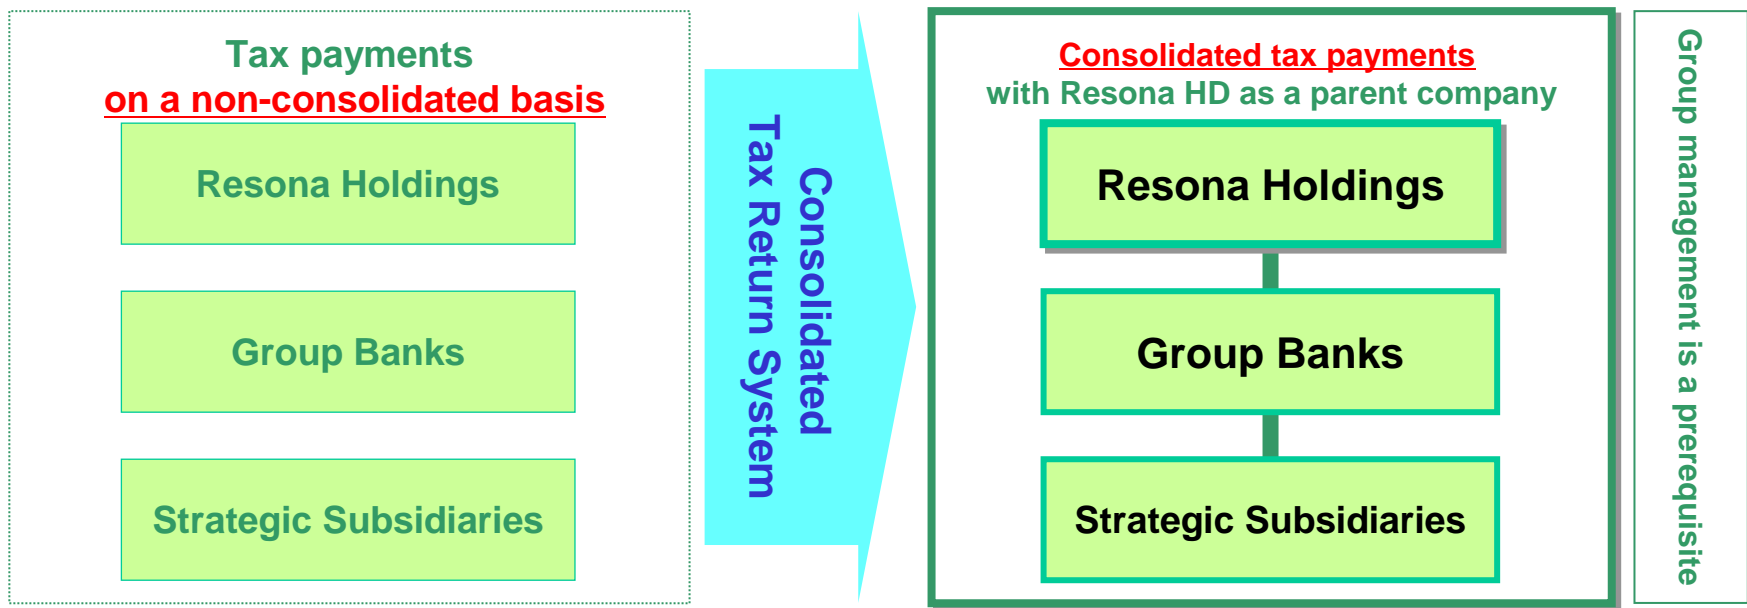 Tax payments
on a non-consolidated basis
Resona Holdings
Group Banks
Strategic Subsidiaries
Consolidated
Tax Return System
Consolidated tax payments
with Resona HD as a parent company
Resona Holdings
Group Banks
Strategic Subsidiaries
Group management is a prerequisite